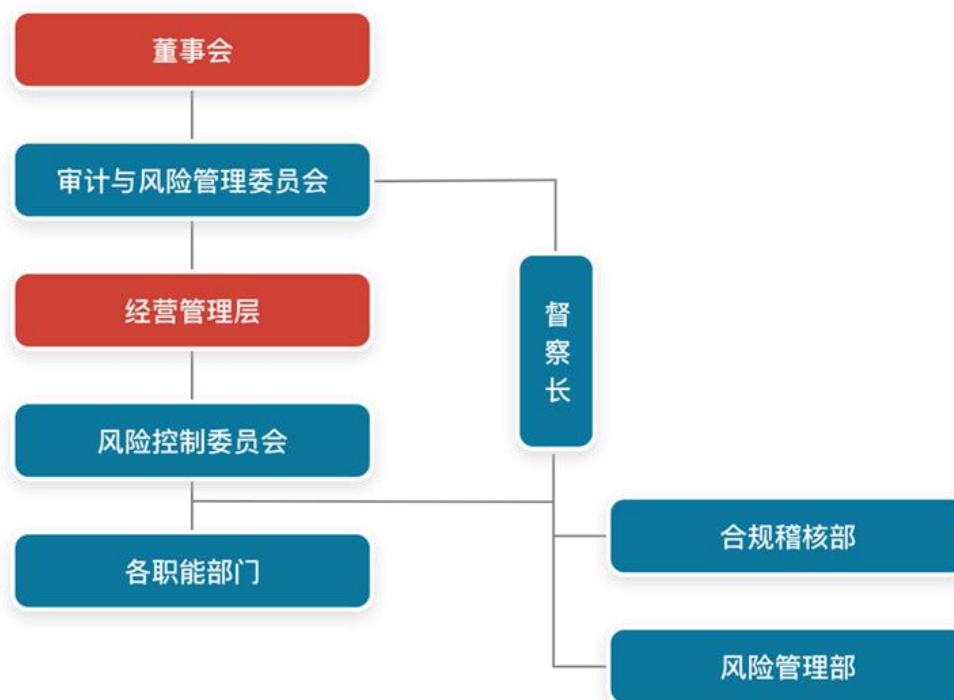 董事会
审计与风险管理委员会
经营管理层
督察长
风险控制委员会
各职能部门
合规稽核部
风险管理部